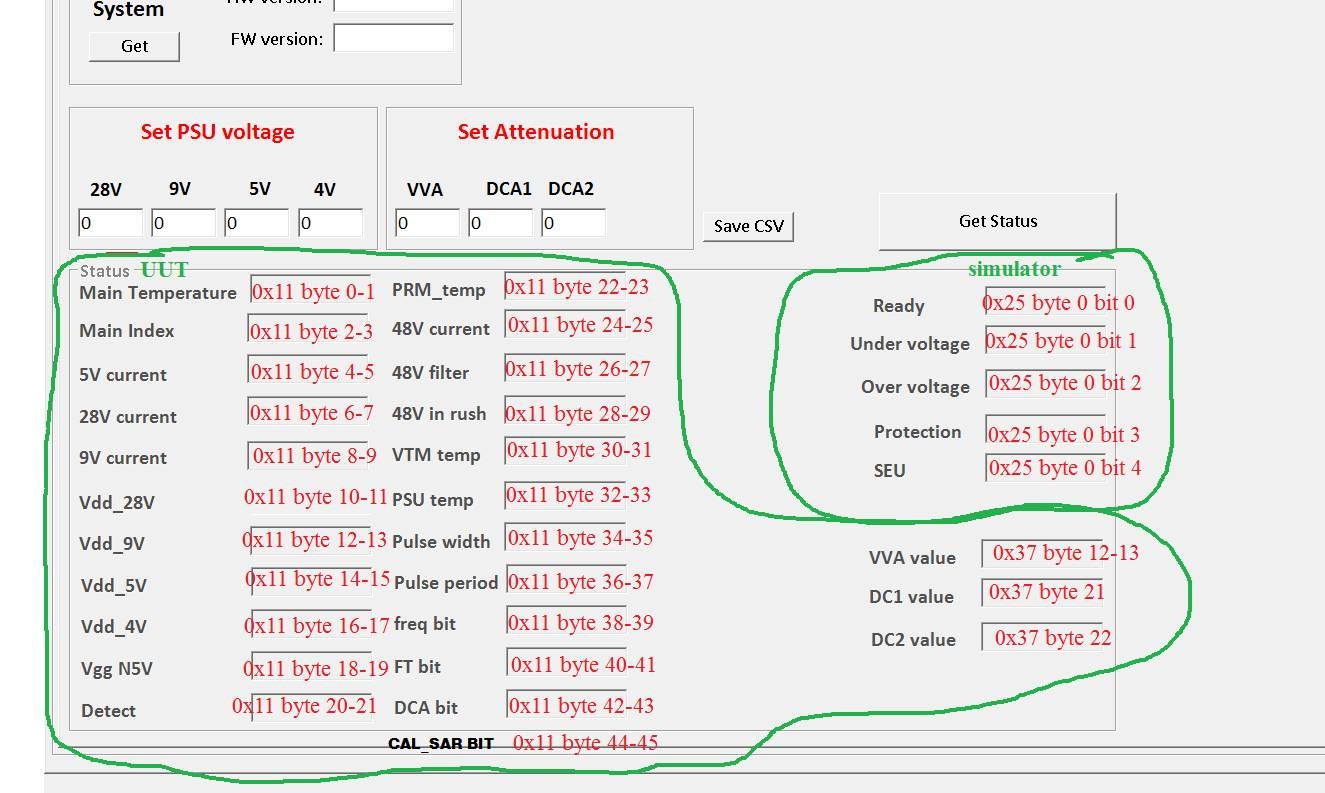 System
HW version:
Get
FW version:
Set PSU voltage
Set Attenuation
28V 9V 5V 4V
VVA DCA1 DCA2
0 0 0 0
0 0 0
Save CSV
Get Status
Status UUT
simulator
Main Temperature 0x11 byte 0-1 PRM_temp 0x11 byte 22-23
Ready 0x25 byte 0 bit 0
Main Index 0x11 byte 2-3 48V current 0x11 byte 24-25
Under voltage 0x25 byte 0 bit 1
5V current 0x11 byte 4-5 48V filter 0x11 byte 26-27
Over voltage 0x25 byte 0 bit 2
28V current 0x11 byte 6-7 48V in rush 0x11 byte 28-29
Protection 0x25 byte 0 bit 3
9V current 0x11 byte 8-9 VTM temp 0x11 byte 30-31
SEU 0x25 byte 0 bit 4
Vdd_28V 0x11 byte 10-11 PSU temp 0x11 byte 32-33
Vdd_9V 0x11 byte 12-13 Pulse width 0x11 byte 34-35
VVA value 0x37 byte 12-13
Vdd_5V 0x11 byte 14-15 Pulse period 0x11 byte 36-37
DC1 value 0x37 byte 21
Vdd_4V 0x11 byte 16-17 freq bit 0x11 byte 38-39
DC2 value 0x37 byte 22
Vgg N5V 0x11 byte 18-19 FT bit 0x11 byte 40-41
Detect 0x11 byte 20-21 DCA bit 0x11 byte 42-43
CAL_SAR BIT 0x11 byte 44-45